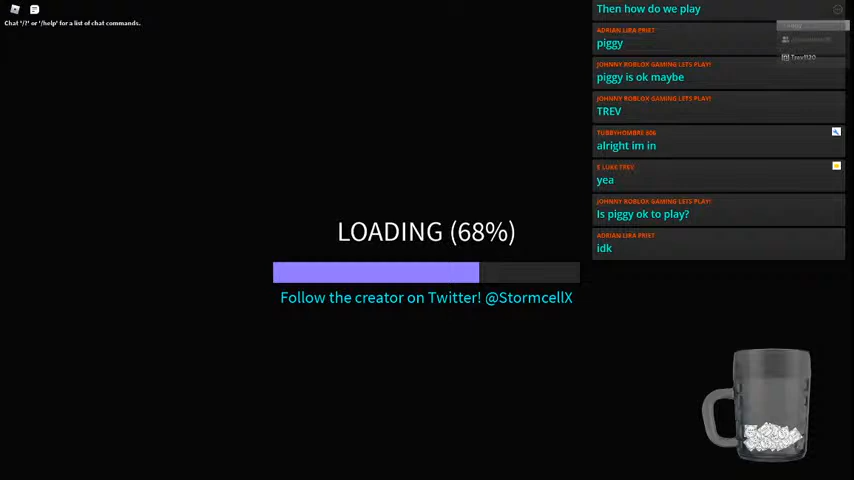 Chat '/?' or '/help' for a list of chat commands.
Then how do we play
ADRIAN LIRA PRIET
piggy
JOHNNY ROBLOX GAMING LETS PLAY!
piggy is ok maybe
JOHNNY ROBLOX GAMING LETS PLAY!
TREV
TUBBYHOMBRE 606
alright im in
E LUKE TREV
yea
JOHNNY ROBLOX GAMING LETS PLAY!
Is piggy ok to play?
ADRIAN LIRA PRIET
idk
LOADING (68%)
Follow the creator on Twitter! @StormcellX